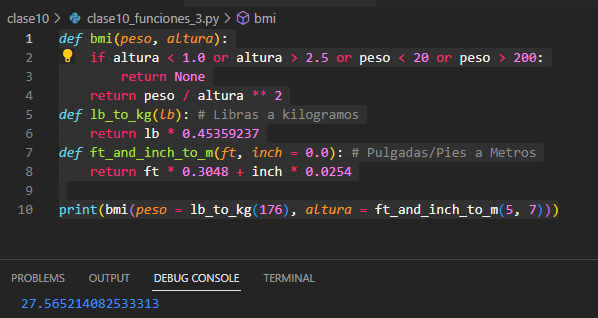 clase10 > clase10_funciones_3.py > bmi
1 def bmi(peso, altura):
2     if altura < 1.0 or altura > 2.5 or peso < 20 or peso > 200:
3         return None
4     return peso / altura ** 2
5 def lb_to_kg(lb): # Libras a kilogramos
6     return lb * 0.45359237
7 def ft_and_inch_to_m(ft, inch = 0.0): # Pulgadas/Pies a Metros
8     return ft * 0.3048 + inch * 0.0254
9
10 print(bmi(peso = lb_to_kg(176), altura = ft_and_inch_to_m(5, 7)))
PROBLEMS OUTPUT DEBUG CONSOLE TERMINAL
27.565214082533313